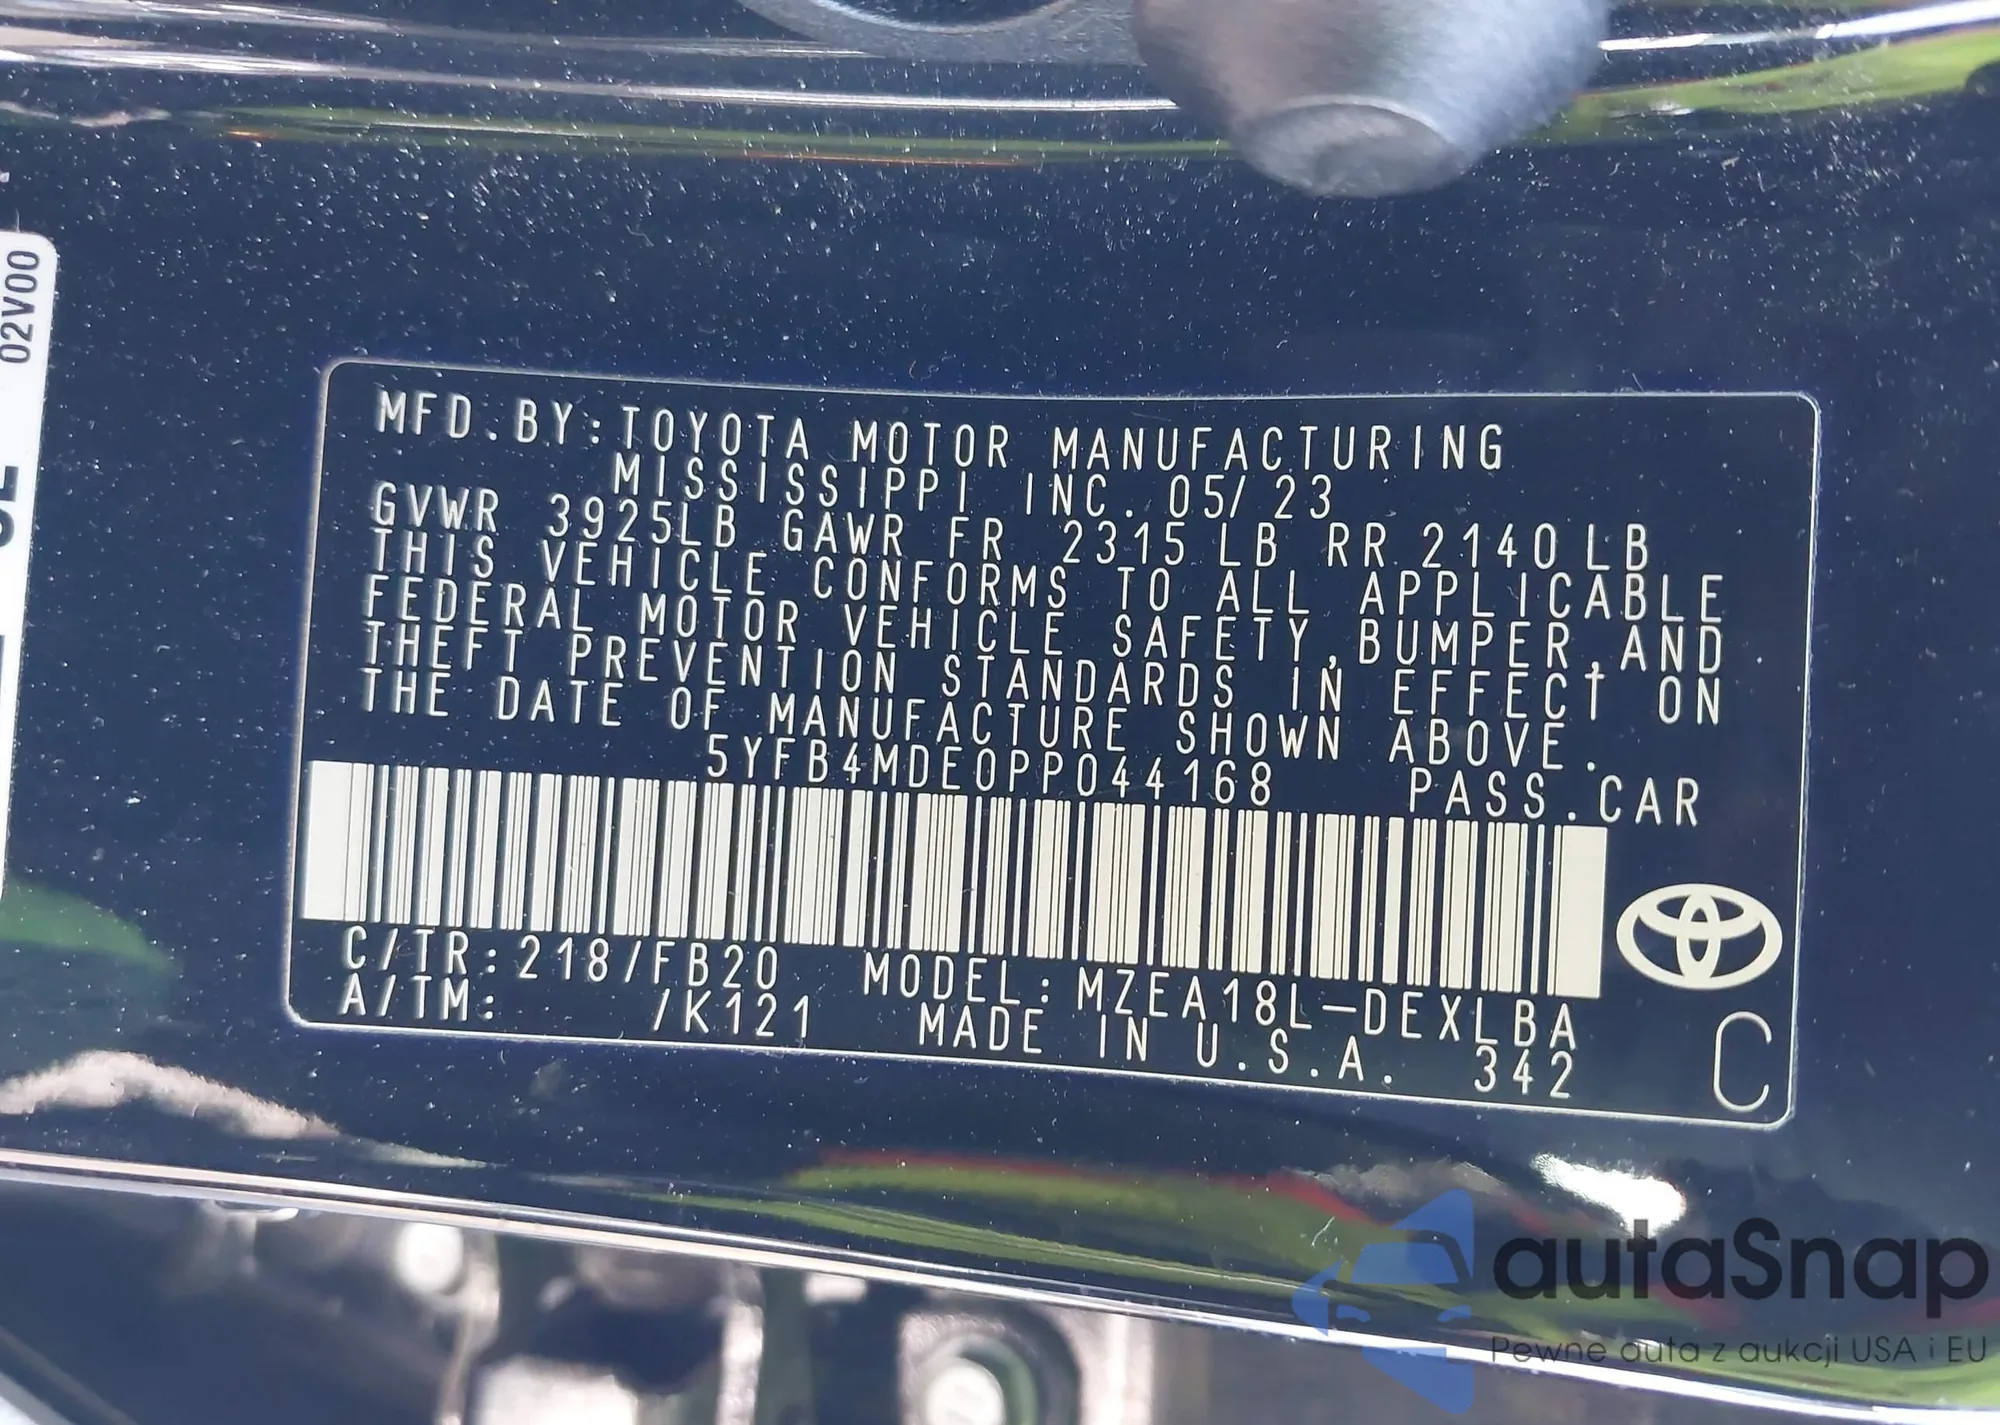 02V00
MFD.BY:TOYOTA MOTOR MANUFACTURING
MISSISSIPPI INC. 05/23
GVWR 3925LB GAWR FR 2315LB RR 2140LB
THIS VEHICLE CONFORMS TO ALL APPLICABLE
FEDERAL MOTOR VEHICLE SAFETY,BUMPER,AND
THEFT PREVENTION STANDARDS IN EFFECT ON
THE DATE OF MANUFACTURE SHOWN ABOVE.
5YFB4MDE0PP044168 PASS.CAR
C/TR:218/FB20 MODEL:MZEA18L-DEXLBA
A/TM: /K121 MADE IN U.S.A. 342
C
autaSnap
Pewne auta z aukcji USA i EU